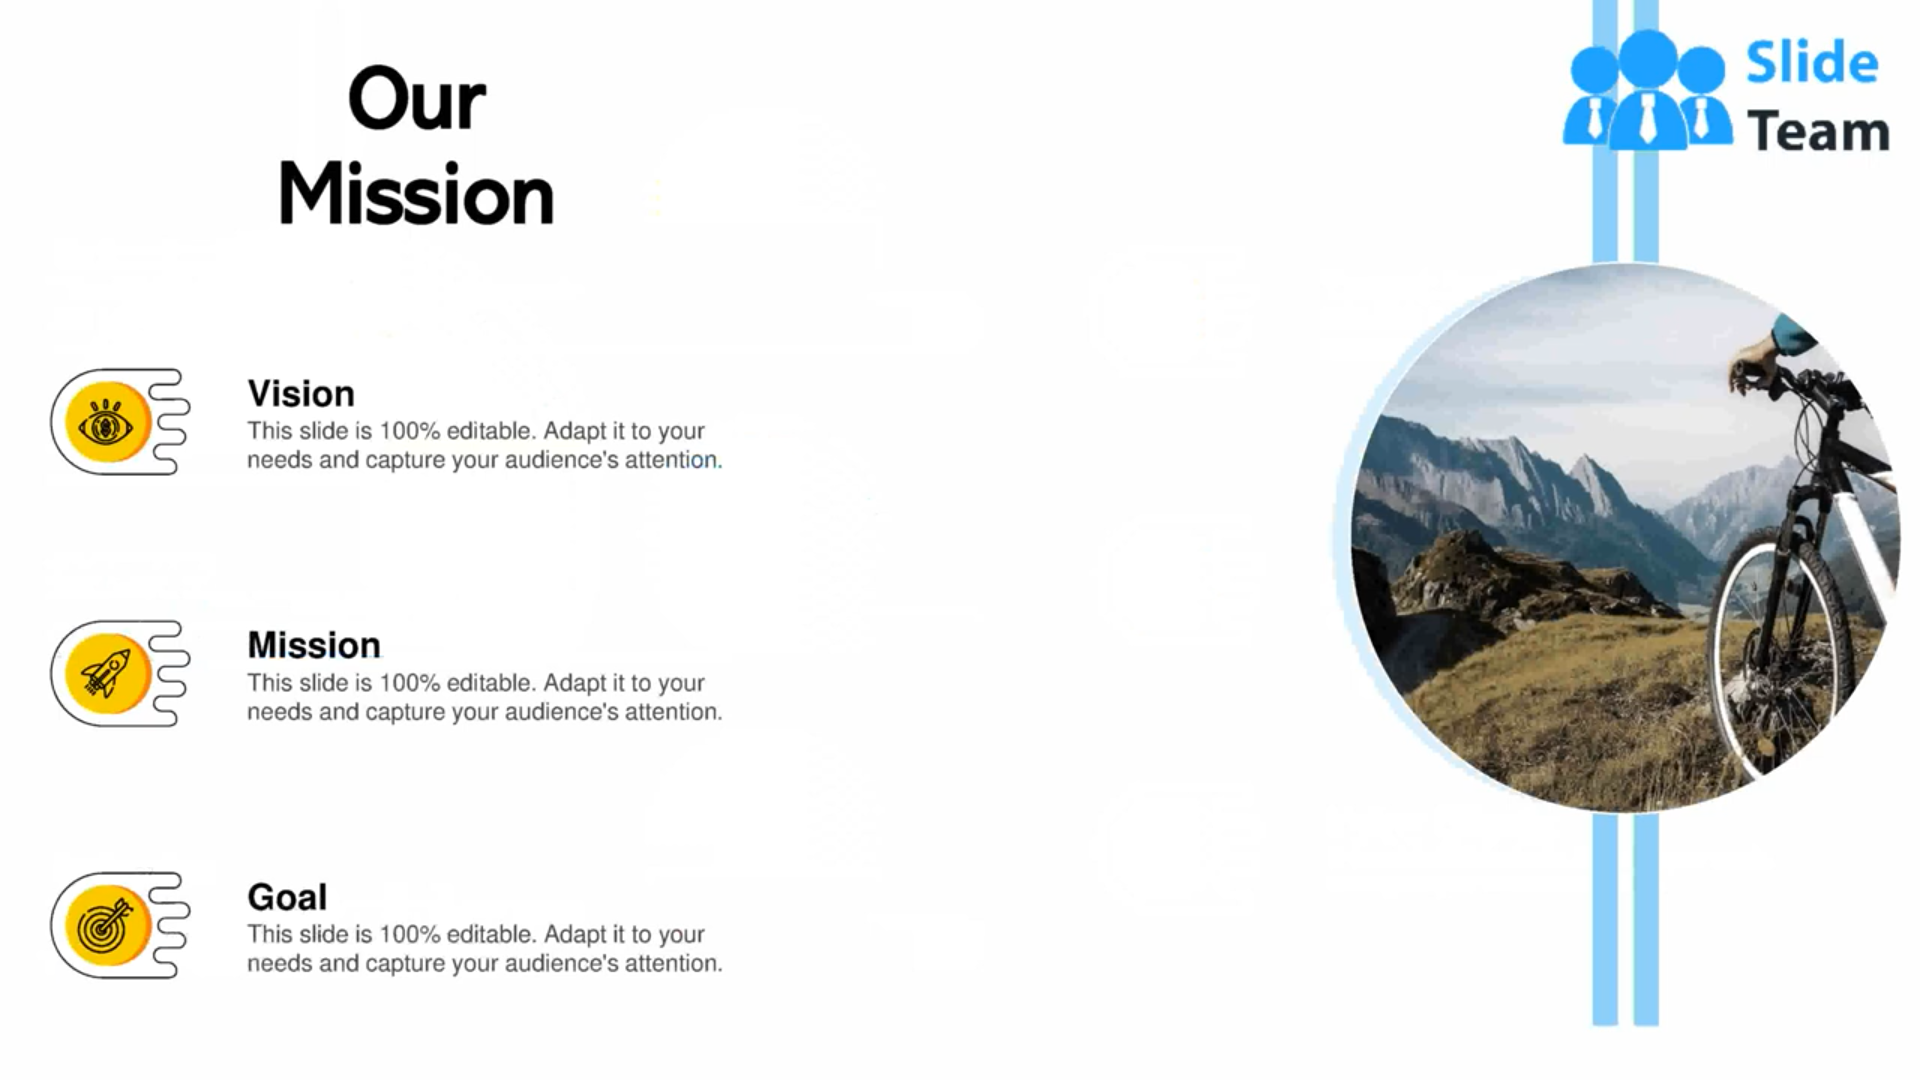 Our
Mission
Slide
Team
Vision
This slide is 100% editable. Adapt it to your
needs and capture your audience's attention.
Mission
This slide is 100% editable. Adapt it to your
needs and capture your audience's attention.
Goal
This slide is 100% editable. Adapt it to your
needs and capture your audience's attention.